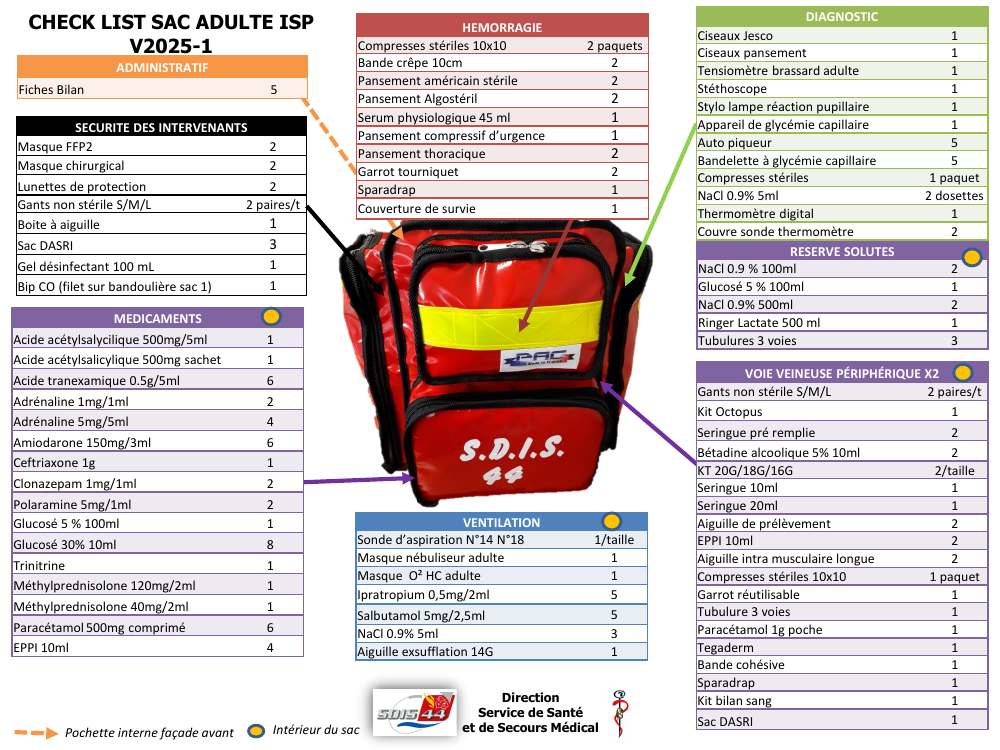 CHECK LIST SAC ADULTE ISP
V2025-1
ADMINISTRATIF
Fiches Bilan 5
SECURITE DES INTERVENANTS
Masque FFP2 2
Masque chirurgical 2
Lunettes de protection 2
Gants non stérile S/M/L 2 paires/t
Boite à aiguille 1
Sac DASRI 3
Gel désinfectant 100 mL 1
Bip CO (filet sur bandoulière sac 1) 1
MEDICAMENTS
Acide acétylsalycilique 500mg/5ml 1
Acide acétylsalicylique 500mg sachet 1
Acide tranexamique 0.5g/5ml 6
Adrénaline 1mg/1ml 2
Adrénaline 5mg/5ml 4
Amiodarone 150mg/3ml 6
Ceftriaxone 1g 1
Clonazepam 1mg/1ml 2
Polaramine 5mg/1ml 2
Glucosé 5 % 100ml 1
Glucosé 30% 10ml 8
Trinitrine 1
Méthylprednisolone 120mg/2ml 1
Méthylprednisolone 40mg/2ml 1
Paracétamol 500mg comprimé 6
EPPI 10ml 4
HEMORRAGIE
Compresses stériles 10x10 2 paquets
Bande crêpe 10cm 2
Pansement américain stérile 2
Pansement Algostéril 2
Serum physiologique 45 ml 1
Pansement compressif d'urgence 1
Pansement thoracique 2
Garrot tourniquet 2
Sparadrap 1
Couverture de survie 1
PAC
S.D.I.S.
44
VENTILATION
Sonde d'aspiration N°14 N°18 1/taille
Masque nébuliseur adulte 1
Masque O² HC adulte 1
Ipratropium 0,5mg/2ml 5
Salbutamol 5mg/2,5ml 5
NaCl 0.9% 5ml 3
Aiguille exsufflation 14G 1
DIAGNOSTIC
Ciseaux Jesco 1
Ciseaux pansement 1
Tensiomètre brassard adulte 1
Stéthoscope 1
Stylo lampe réaction pupillaire 1
Appareil de glycémie capillaire 1
Auto piqueur 5
Bandelette à glycémie capillaire 5
Compresses stériles 1 paquet
NaCl 0.9% 5ml 2 dosettes
Thermomètre digital 1
Couvre sonde thermomètre 2
RESERVE SOLUTES
NaCl 0.9 % 100ml 2
Glucosé 5 % 100ml 1
NaCl 0.9% 500ml 2
Ringer Lactate 500 ml 1
Tubulures 3 voies 3
VOIE VEINEUSE PÉRIPHÉRIQUE X2
Gants non stérile S/M/L 2 paires/t
Kit Octopus 1
Seringue pré remplie 2
Bétadine alcoolique 5% 10ml 2
KT 20G/18G/16G 2/taille
Seringue 10ml 1
Seringue 20ml 1
Aiguille de prélèvement 2
EPPI 10ml 2
Aiguille intra musculaire longue 2
Compresses stériles 10x10 1 paquet
Garrot réutilisable 1
Tubulure 3 voies 1
Paracétamol 1g poche 1
Tegaderm 1
Bande cohésive 1
Sparadrap 1
Kit bilan sang 1
Sac DASRI 1
Pochette interne façade avant
Intérieur du sac
SDIS 44
Direction
Service de Santé
et de Secours Médical